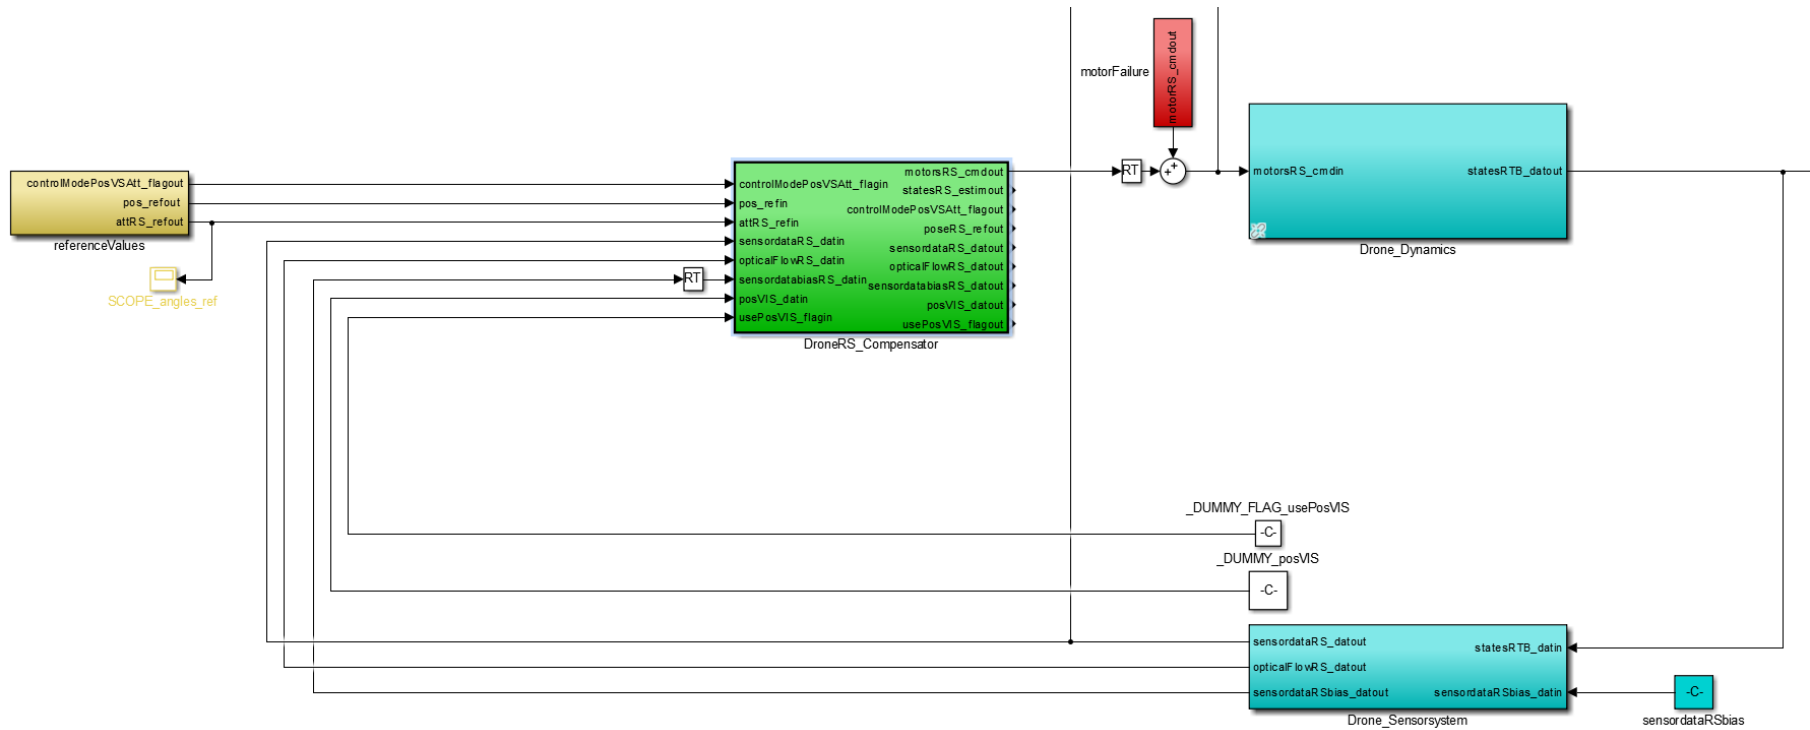 motorFailure
motorRS_cmdout
controlModePosVSAtt_flagout
pos_refout
attRS_refout
referenceValues
SCOPE_angles_ref
controlModePosVSAtt_flagin
pos_refin
attRS_refin
sensordataRS_datin
opticalFlowRS_datin
sensordatabiasRS_datin
posVIS_datin
usePosVIS_flagin
motorsRS_cmdout
statesRS_estimout
controlModePosVSAtt_flagout
poseRS_refout
sensordataRS_datout
opticalFlowRS_datout
sensordatabiasRS_datout
posVIS_datout
usePosVIS_flagout
DroneRS_Compensator
RT
RT
++
motorsRS_cmdin
statesRTB_datout
Drone_Dynamics
_DUMMY_FLAG_usePosVIS
-C-
_DUMMY_posVIS
-C-
sensordataRS_datout
opticalFlowRS_datout
sensordataRSbias_datout
statesRTB_datin
sensordataRSbias_datin
Drone_Sensorsystem
-C-
sensordataRSbias